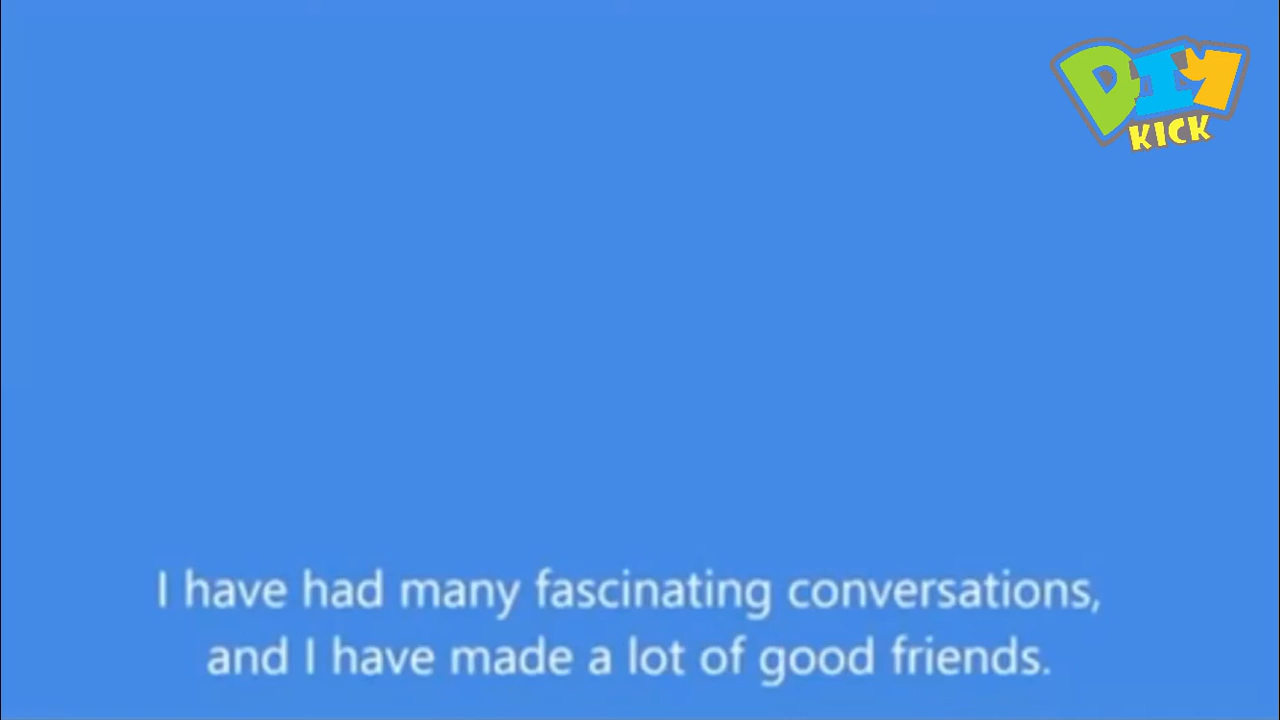 DIY
KICK
I have had many fascinating conversations,
and I have made a lot of good friends.